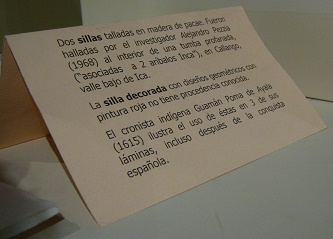 Dos sillas talladas en madera de pacae. Fueron
halladas por el investigador Alejandro Pezzia
(1968) al interior de una tumba profanada,
("asociadas a 2 aríbalos Inca"), en Callango,
valle bajo de Ica.
La silla decorada con diseños geométricos con
pintura roja no tiene procedencia conocida.
El cronista indígena Guamán Poma de Ayala
(1615) ilustra el uso de éstas en 3 de sus
láminas, incluso después de la conquista
española.